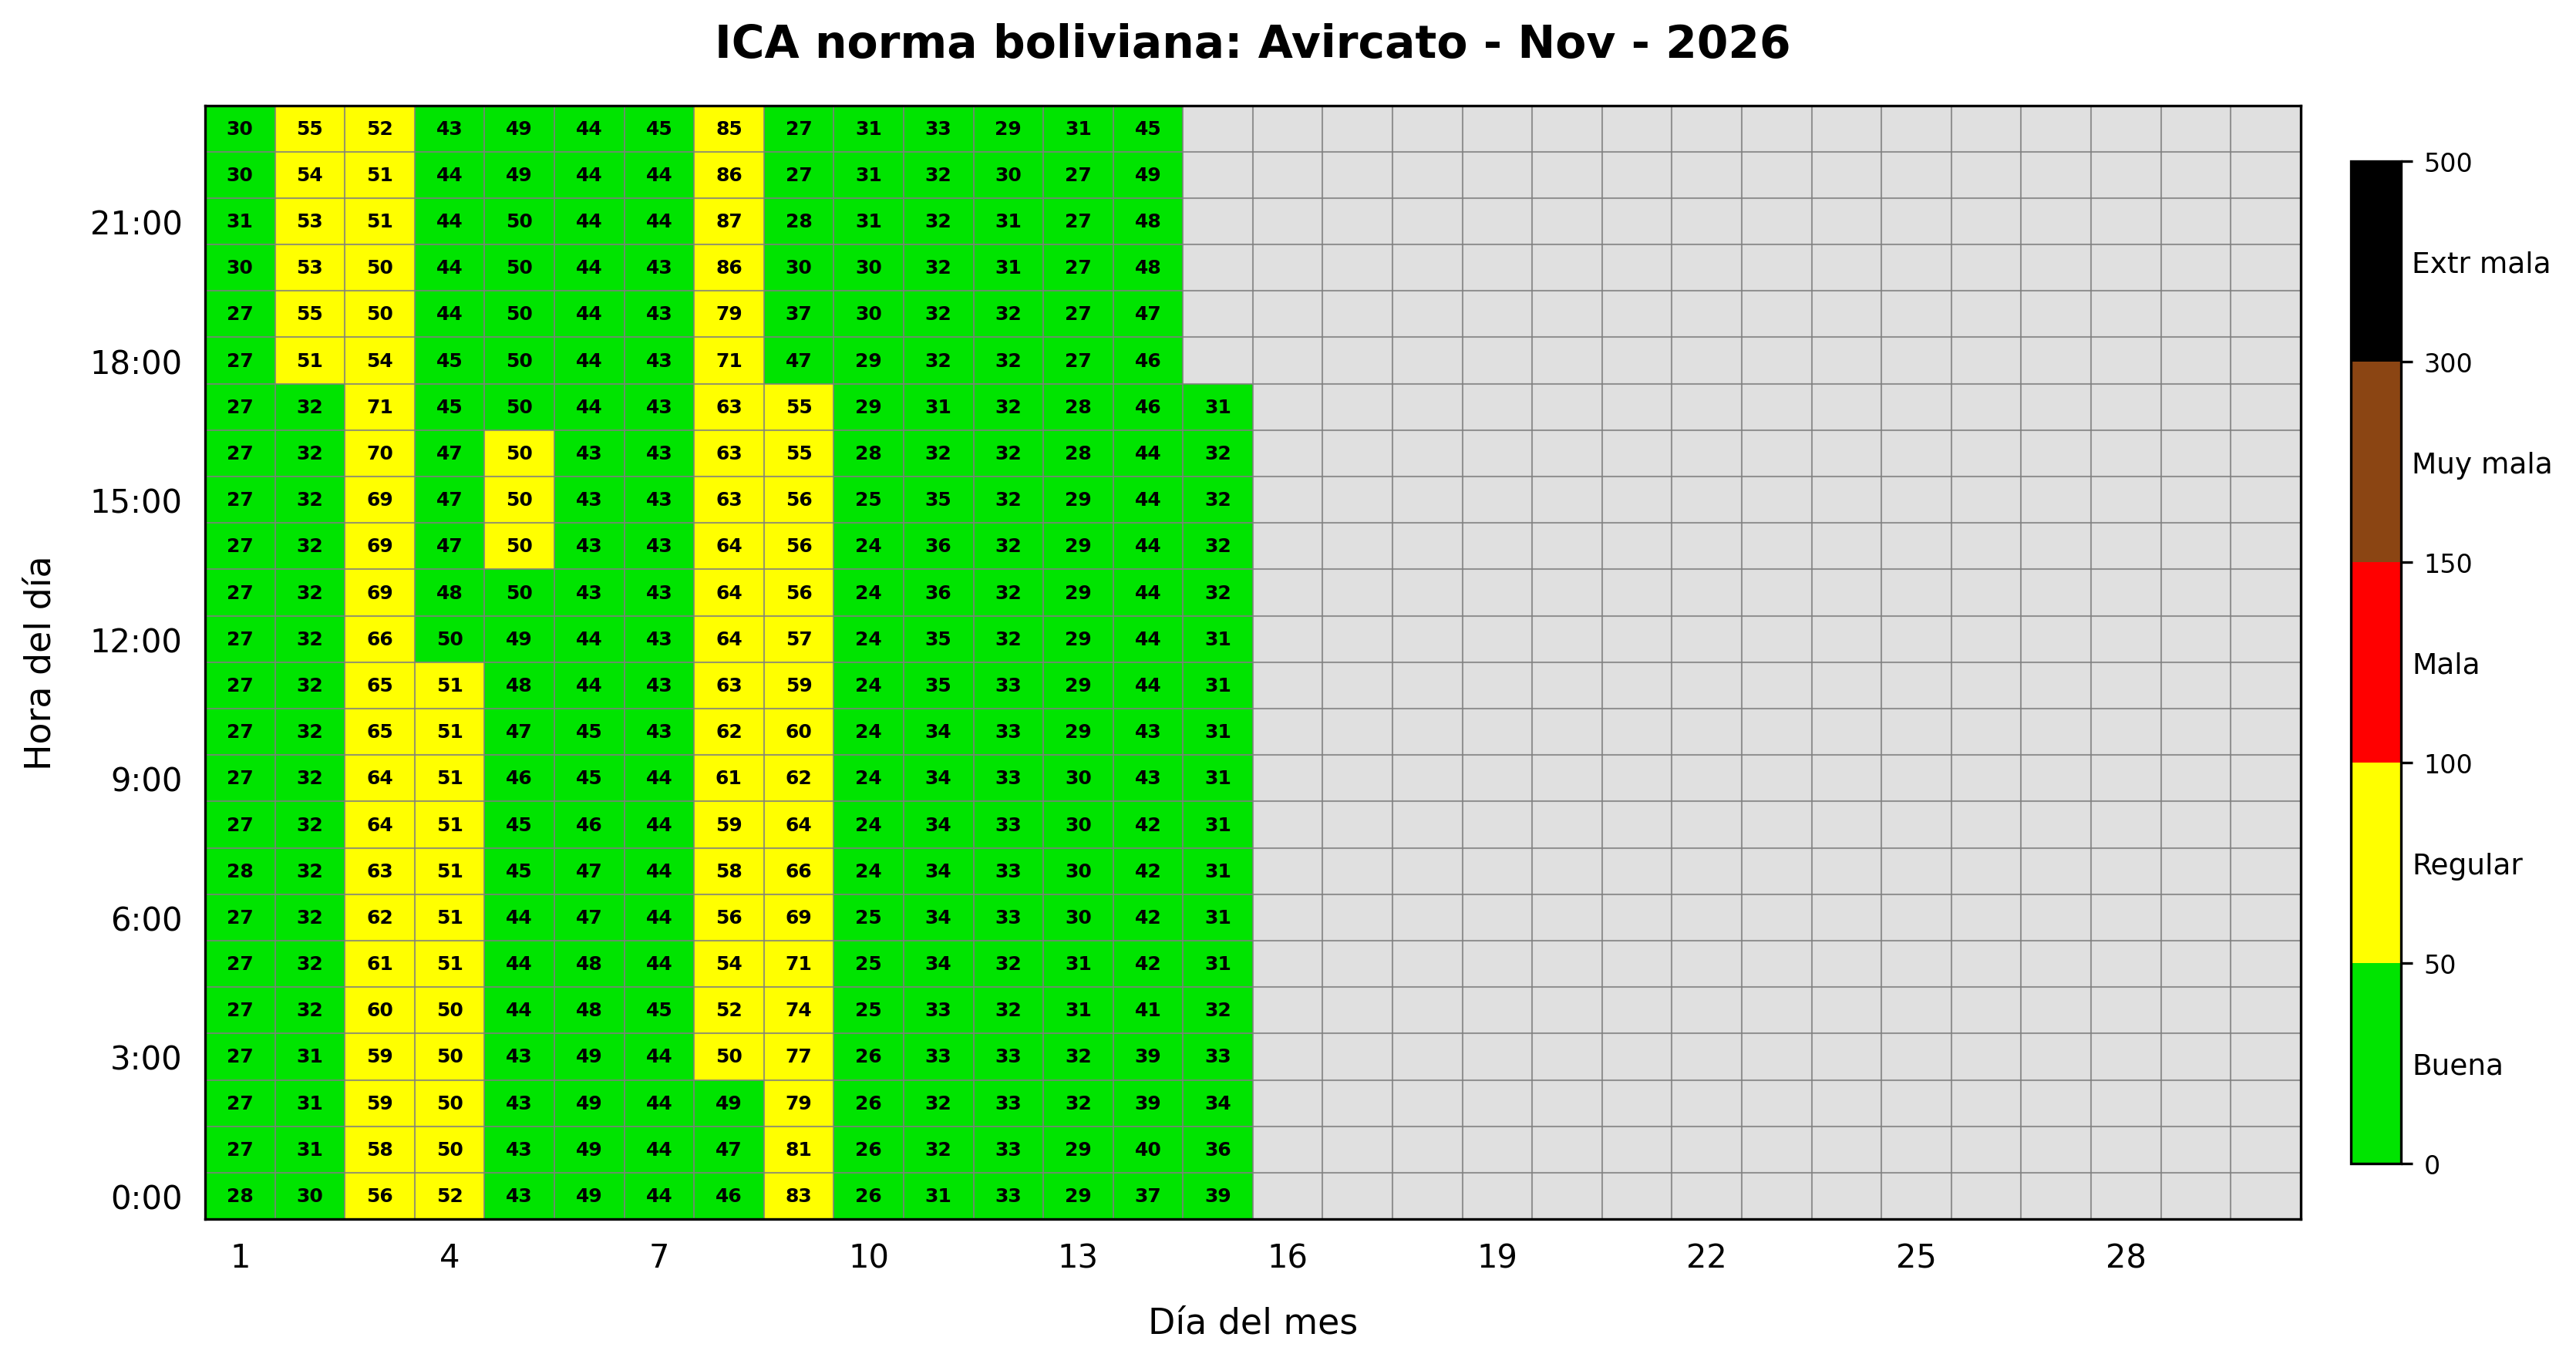 ICA norma boliviana: Avircato - Nov - 2026
30 55 52 43 49 44 45 85 27 31 33 29 31 45
30 54 51 44 49 44 44 86 27 31 32 30 27 49
21:00 31 53 51 44 50 44 44 87 28 31 32 31 27 48
30 53 50 44 50 44 43 86 30 30 32 31 27 48
27 55 50 44 50 44 43 79 37 30 32 32 27 47
18:00 27 51 54 45 50 44 43 71 47 29 32 32 27 46
27 32 71 45 50 44 43 63 55 29 31 32 28 46 31
27 32 70 47 50 43 43 63 55 28 32 32 28 44 32
15:00 27 32 69 47 50 43 43 63 56 25 35 32 29 44 32
27 32 69 47 50 43 43 64 56 24 36 32 29 44 32
27 32 69 48 50 43 43 64 56 24 36 32 29 44 32
12:00 27 32 66 50 49 44 43 64 57 24 35 32 29 44 31
27 32 65 51 48 44 43 63 59 24 35 33 29 44 31
27 32 65 51 47 45 43 62 60 24 34 33 29 43 31
9:00 27 32 64 51 46 45 44 61 62 24 34 33 30 43 31
27 32 64 51 45 46 44 59 64 24 34 33 30 42 31
28 32 63 51 45 47 44 58 66 24 34 33 30 42 31
6:00 27 32 62 51 44 47 44 56 69 25 34 33 30 42 31
27 32 61 51 44 48 44 54 71 25 34 32 31 42 31
27 32 60 50 44 48 45 52 74 25 33 32 31 41 32
3:00 27 31 59 50 43 49 44 50 77 26 33 33 32 39 33
27 31 59 50 43 49 44 49 79 26 32 33 32 39 34
27 31 58 50 43 49 44 47 81 26 32 33 29 40 36
0:00 28 30 56 52 43 49 44 46 83 26 31 33 29 37 39
1 4 7 10 13 16 19 22 25 28
Día del mes
Hora del día
500
Extr mala
300
Muy mala
150
Mala
100
Regular
50
Buena
0